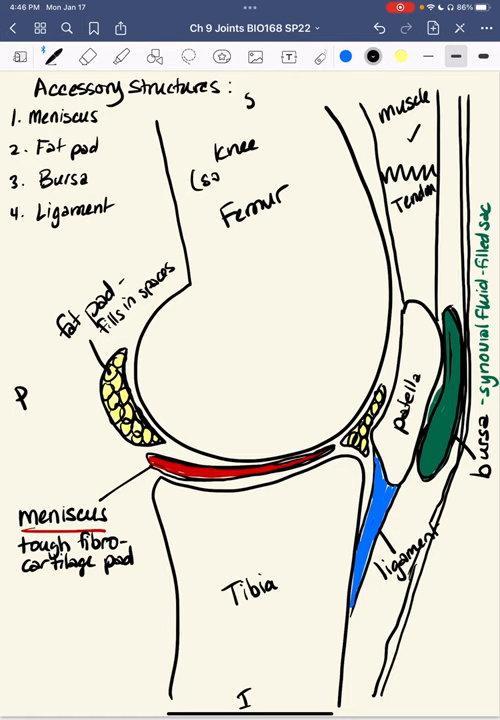 4:46 PM Mon Jan 17
86%
Ch 9 Joints BIO168 SP22
Accessory Structures :
1. Meniscus
2. Fat pad
3. Bursa
4. Ligament
S
Knee
(so
Femur
muscle
Tendon
fat pad-
fills in spaces
P
patella
bursa - synovial fluid-filled sac
meniscus
tough fibro-
cartilage pad
ligament
Tibia
I